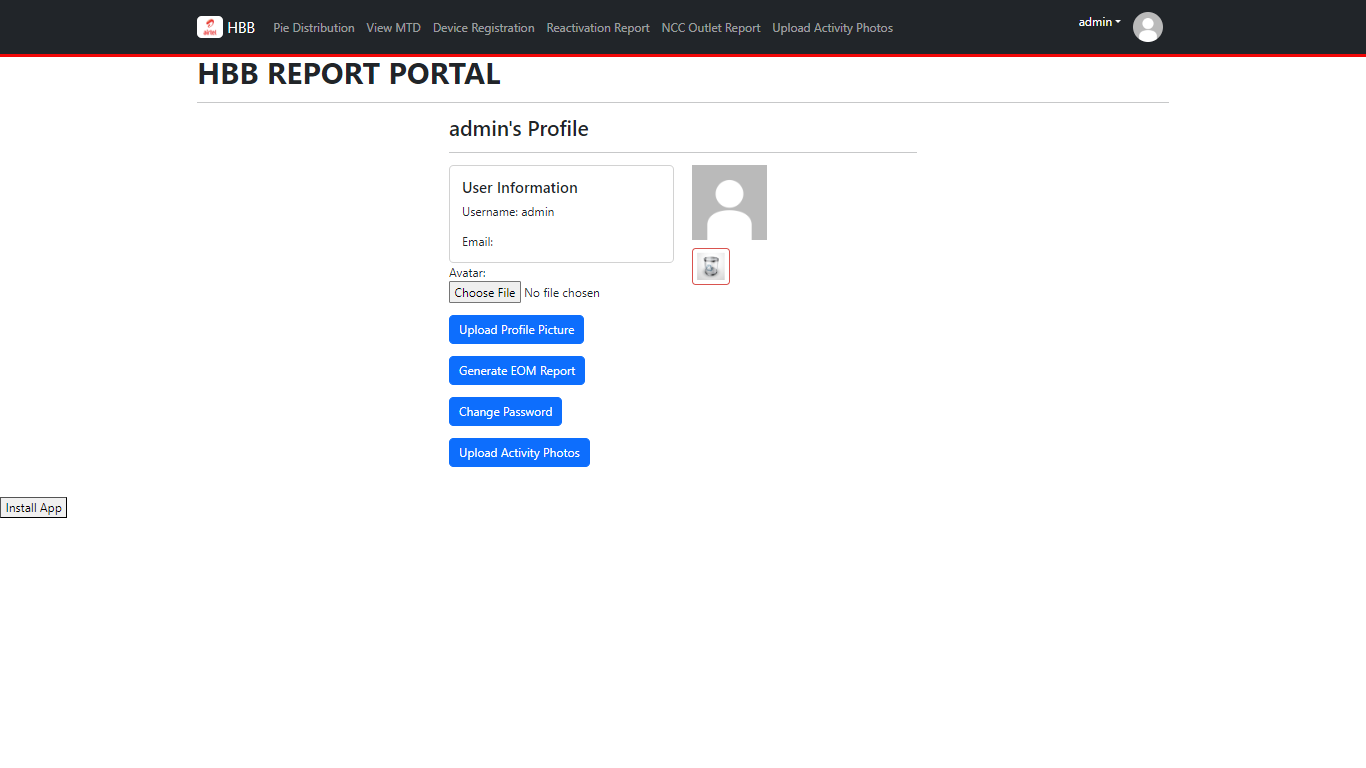 airtel HBB Pie Distribution View MTD Device Registration Reactivation Report NCC Outlet Report Upload Activity Photos admin
HBB REPORT PORTAL
admin's Profile
User Information
Username: admin
Email:
Avatar:
Choose File No file chosen
Upload Profile Picture
Generate EOM Report
Change Password
Upload Activity Photos
Install App